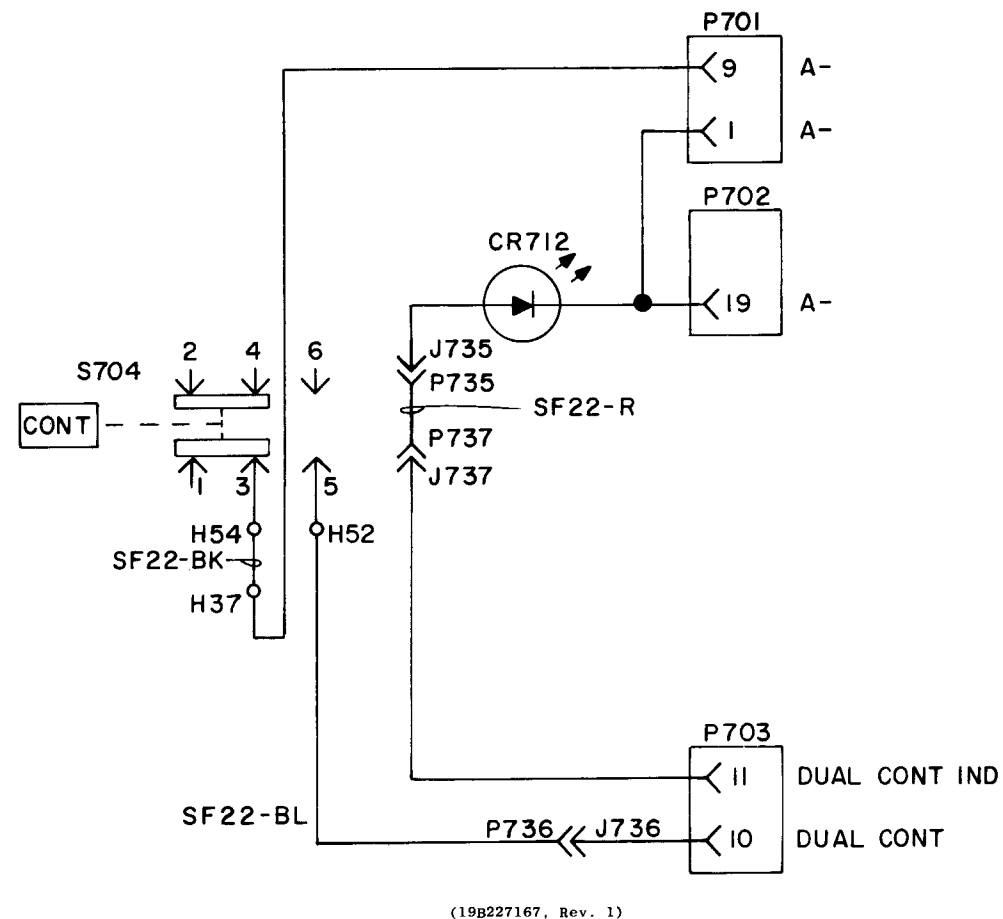 P701
9 A-
1 A-
P702
CR712
19 A-
2 4 6
S704
J735
P735
SF22-R
CONT
P737
J737
1 3 5
H54 H52
SF22-BK
H37
P703
11 DUAL CONT IND
SF22-BL
P736 J736
10 DUAL CONT
(19B227167, Rev. 1)